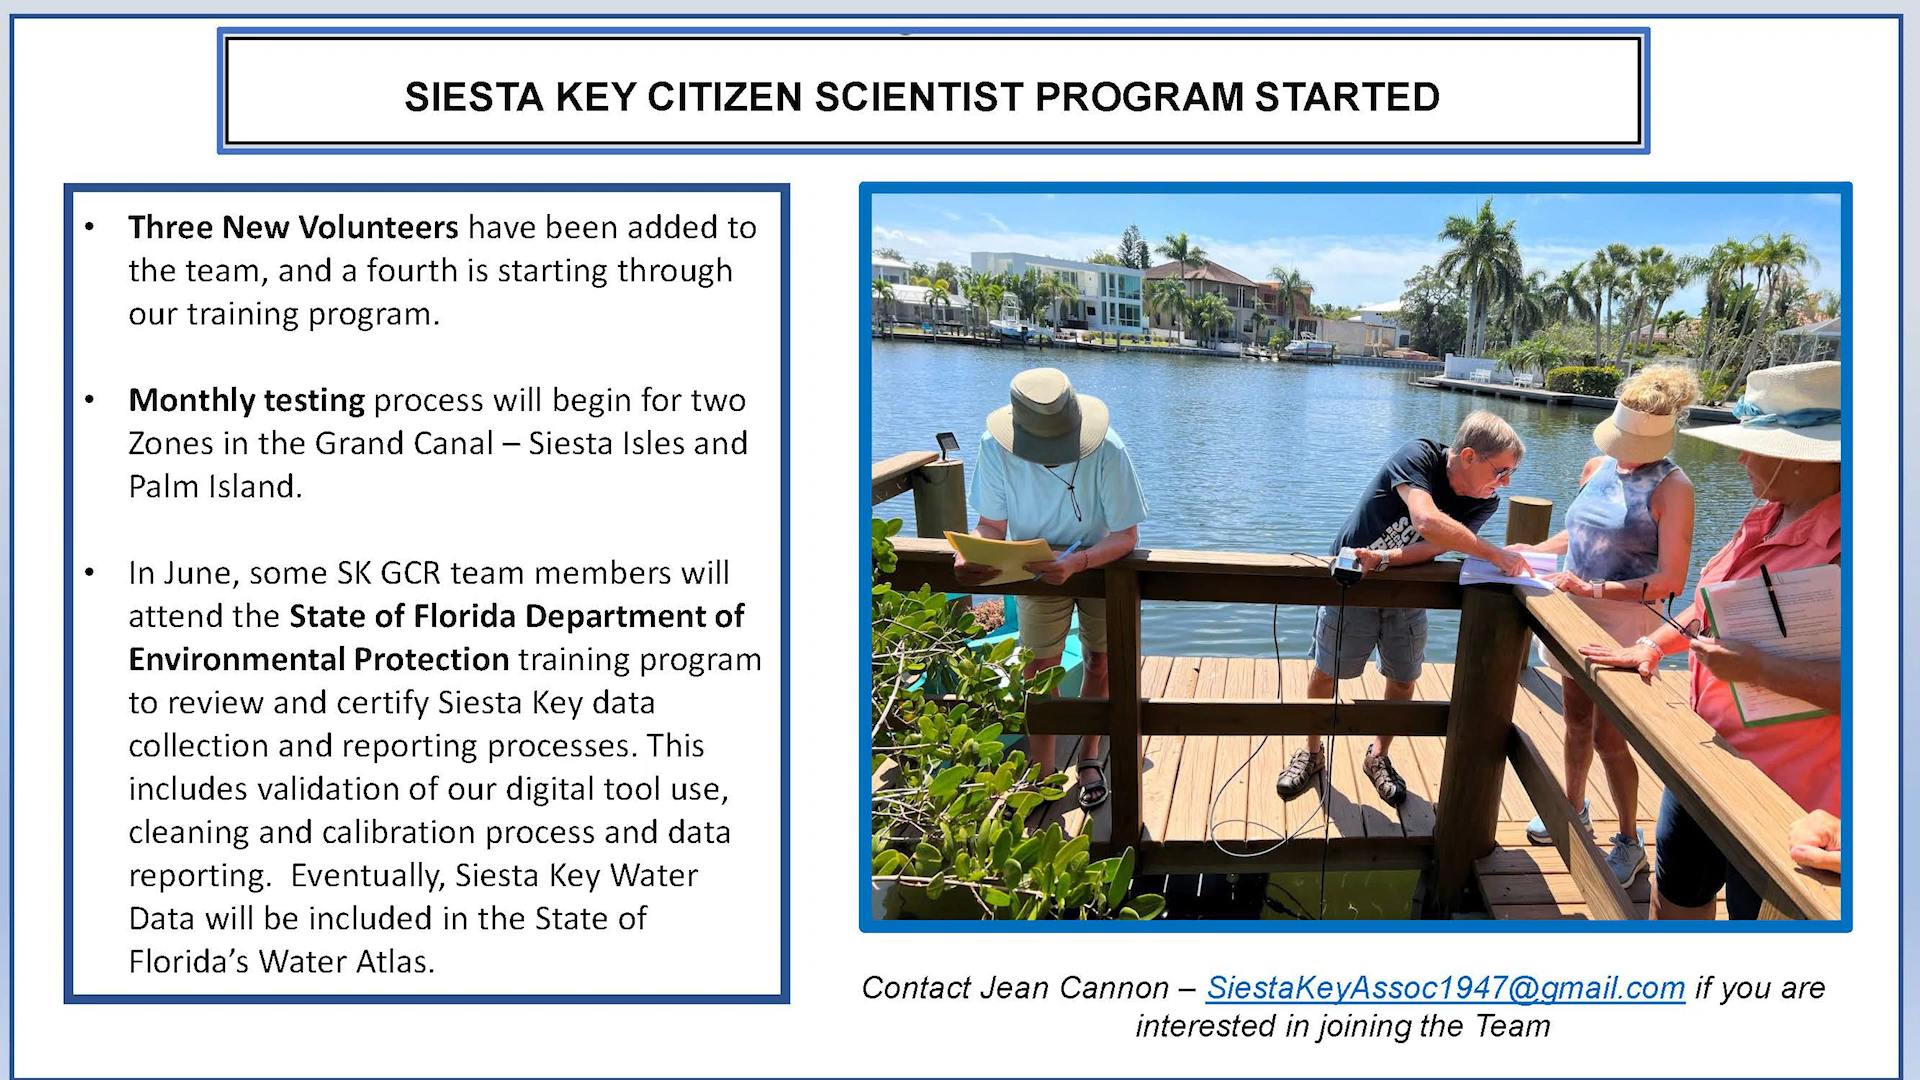 SIESTA KEY CITIZEN SCIENTIST PROGRAM STARTED
• Three New Volunteers have been added to
the team, and a fourth is starting through
our training program.
• Monthly testing process will begin for two
Zones in the Grand Canal – Siesta Isles and
Palm Island.
• In June, some SK GCR team members will
attend the State of Florida Department of
Environmental Protection training program
to review and certify Siesta Key data
collection and reporting processes. This
includes validation of our digital tool use,
cleaning and calibration process and data
reporting.  Eventually, Siesta Key Water
Data will be included in the State of
Florida’s Water Atlas.
Contact Jean Cannon – SiestaKeyAssoc1947@gmail.com if you are
interested in joining the Team